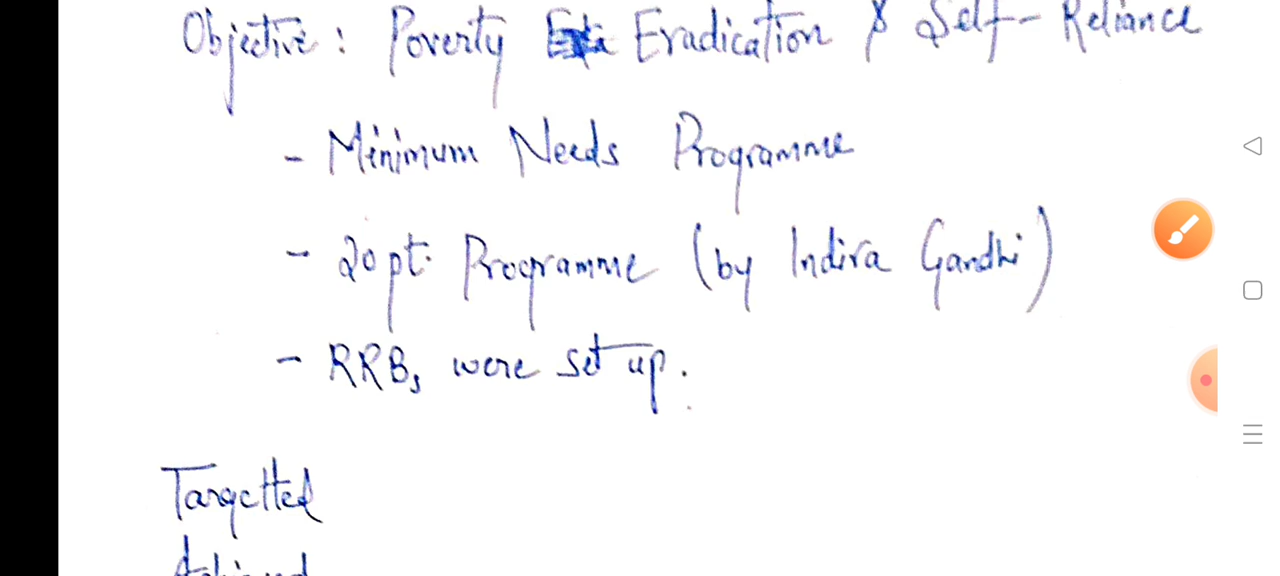 Objective : Poverty Eradication & Self-Reliance
- Minimum Needs Programme
- 20 pt. Programme (by Indira Gandhi)
- RRBs were set up.
Targetted
Achieved